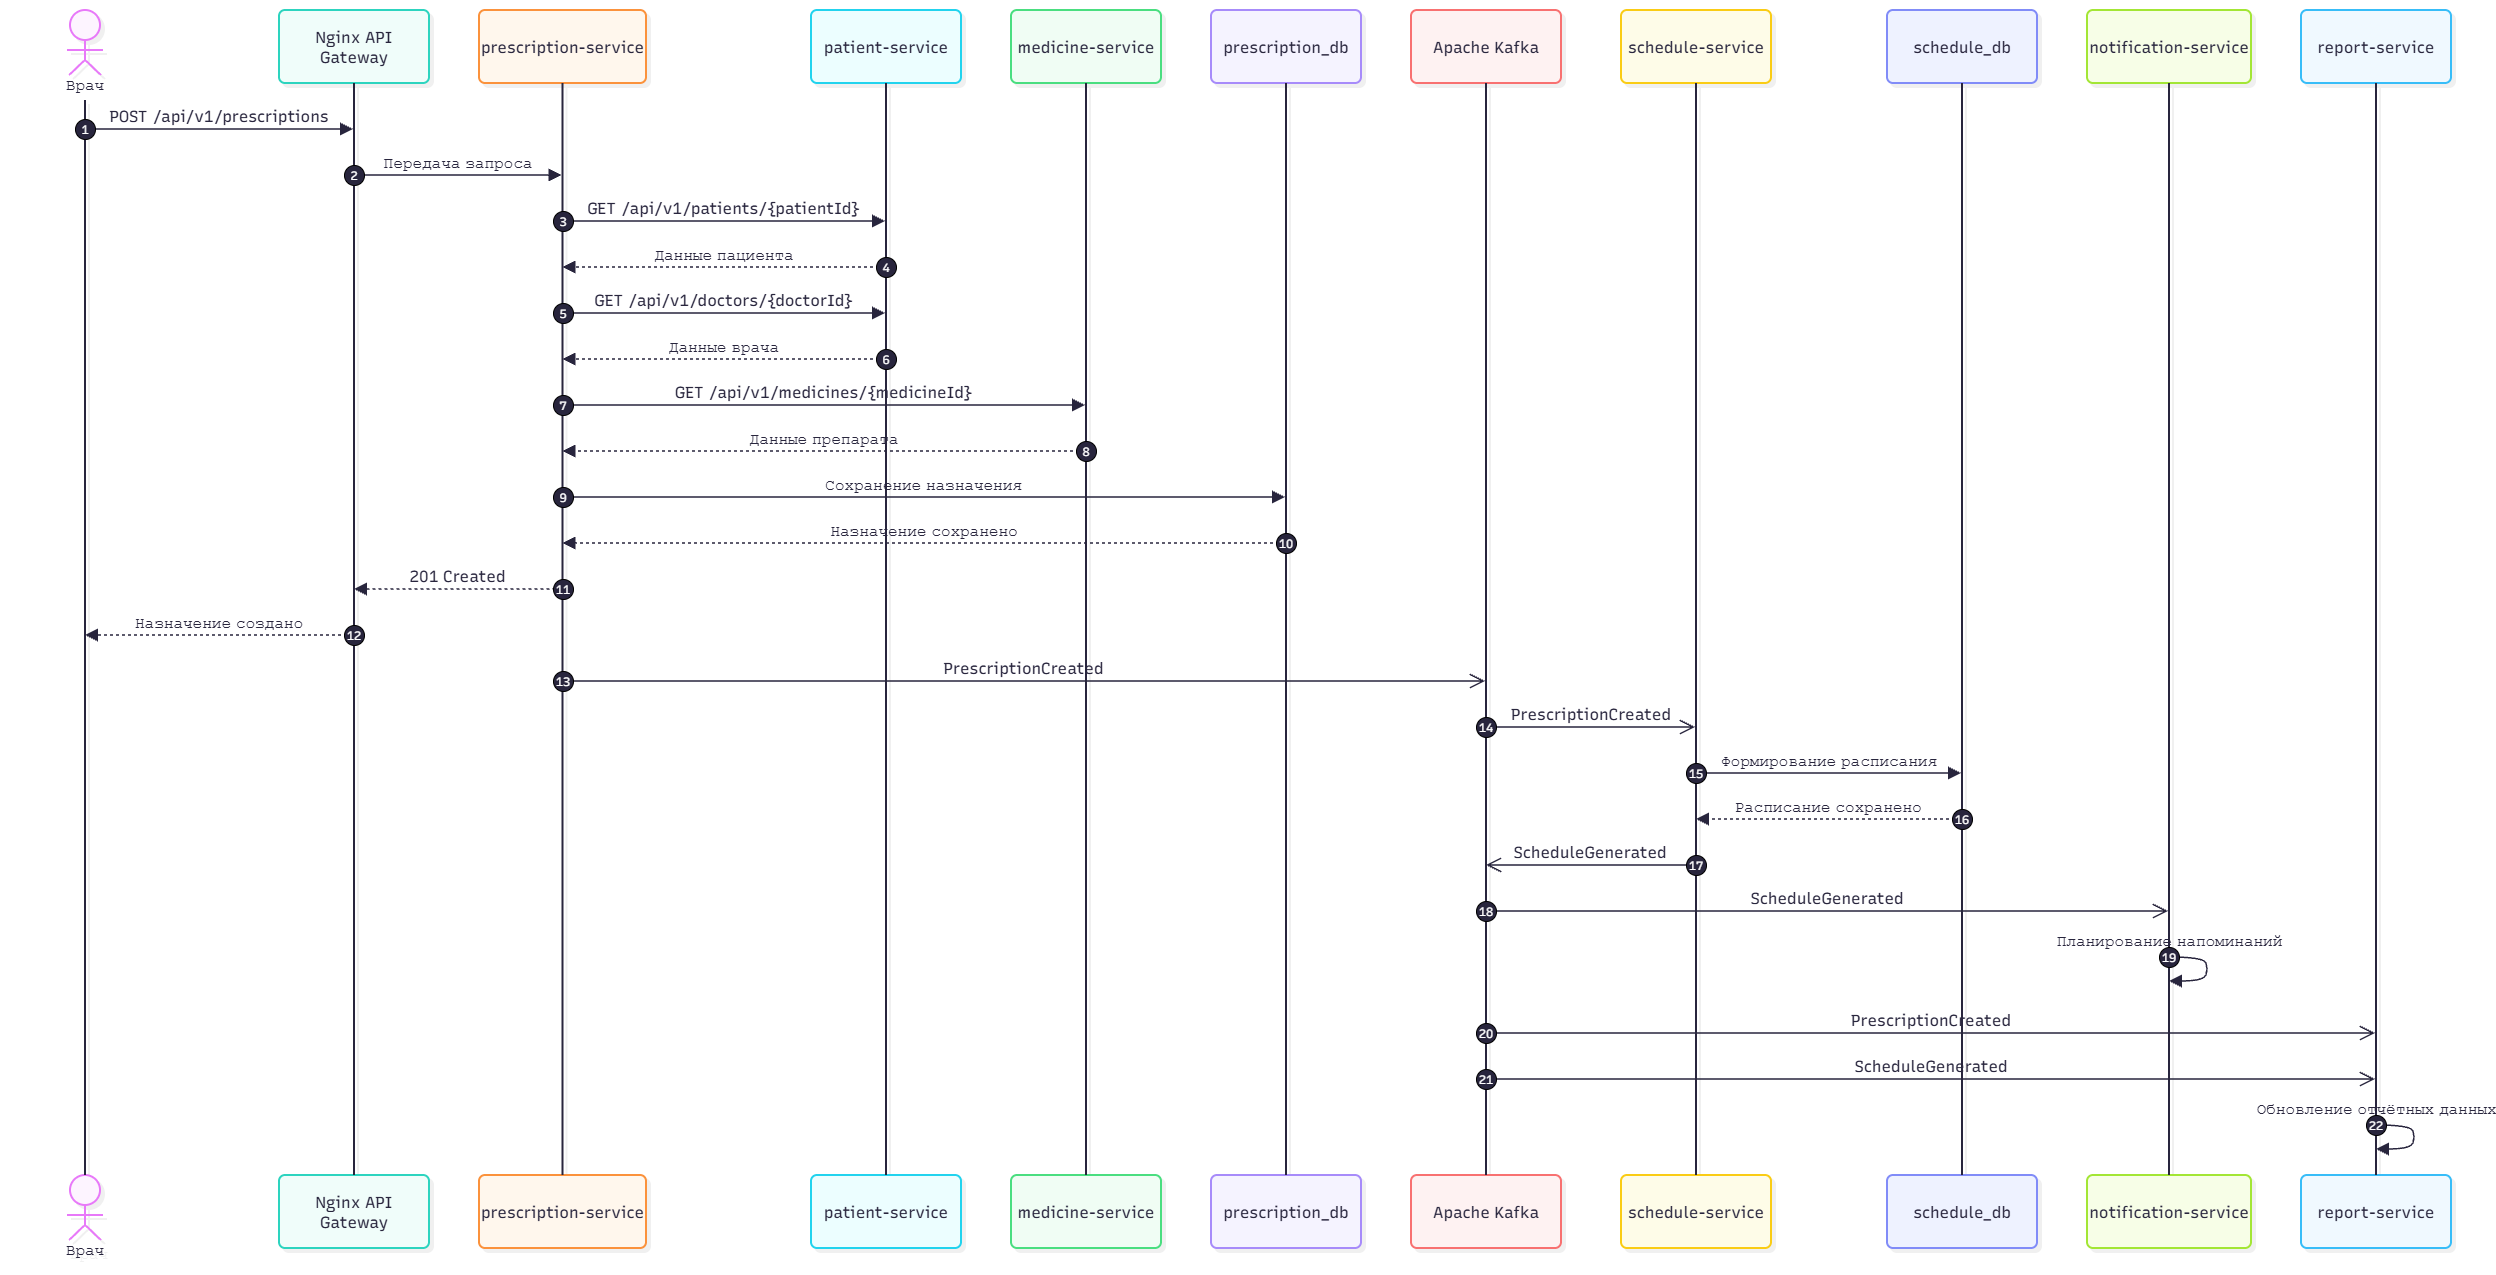 Врач
Nginx API
Gateway
prescription-service
patient-service
medicine-service
prescription_db
Apache Kafka
schedule-service
schedule_db
notification-service
report-service
1
POST /api/v1/prescriptions
2
Передача запроса
3
GET /api/v1/patients/{patientId}
Данные пациента
4
5
GET /api/v1/doctors/{doctorId}
Данные врача
6
7
GET /api/v1/medicines/{medicineId}
Данные препарата
8
9
Сохранение назначения
Назначение сохранено
10
201 Created
11
Назначение создано
12
13
PrescriptionCreated
14
PrescriptionCreated
15
Формирование расписания
Расписание сохранено
16
ScheduleGenerated
17
18
ScheduleGenerated
Планирование напоминаний
19
20
PrescriptionCreated
21
ScheduleGenerated
Обновление отчётных данных
22
Врач
Nginx API
Gateway
prescription-service
patient-service
medicine-service
prescription_db
Apache Kafka
schedule-service
schedule_db
notification-service
report-service